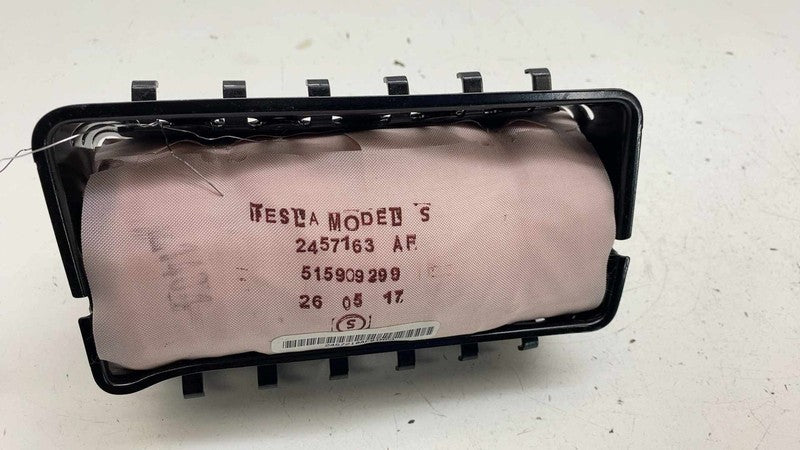 TESLA MODEL S
2457163 AF
515909299
26 05 17
S